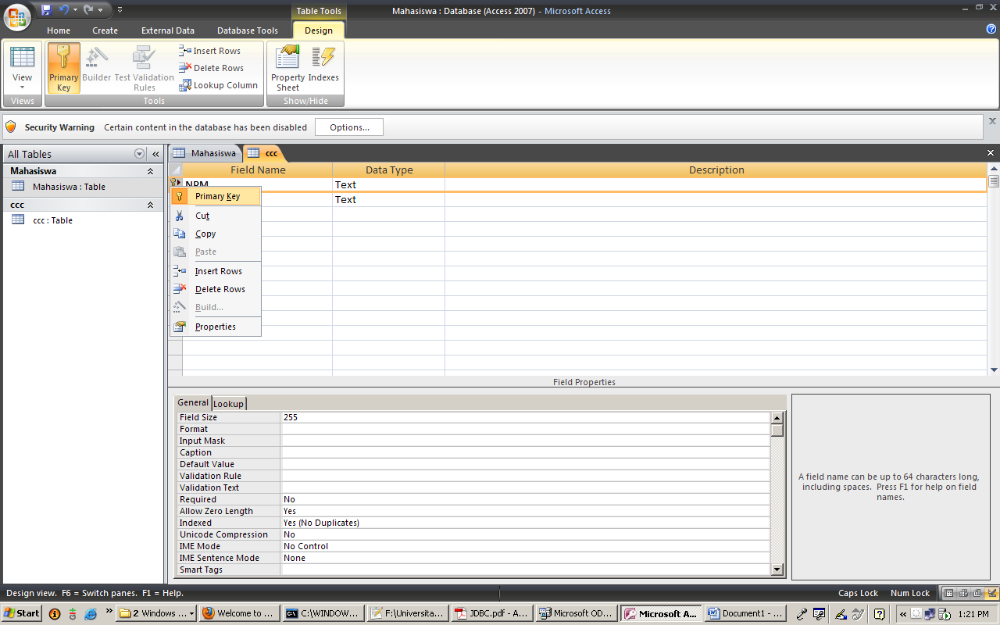 Table Tools
Mahasiswa : Database (Access 2007) - Microsoft Access
Home
Create
External Data
Database Tools
Design
View
Primary Key
Builder
Test Validation Rules
Insert Rows
Delete Rows
Lookup Column
Property Sheet
Indexes
Views
Tools
Show/Hide
Security Warning
Certain content in the database has been disabled
Options...
All Tables
«
Mahasiswa
Mahasiswa : Table
ccc
ccc : Table
Mahasiswa
ccc
Field Name
Data Type
Description
NPM
Text
Text
Primary Key
Cut
Copy
Paste
Insert Rows
Delete Rows
Build...
Properties
Field Properties
General
Lookup
Field Size
255
Format
Input Mask
Caption
Default Value
Validation Rule
Validation Text
Required
No
Allow Zero Length
Yes
Indexed
Yes (No Duplicates)
Unicode Compression
No
IME Mode
No Control
IME Sentence Mode
None
Smart Tags
A field name can be up to 64 characters long, including spaces. Press F1 for help on field names.
Design view. F6 = Switch panes. F1 = Help.
Caps Lock
Num Lock
Start
»
2 Windows ...
Welcome to ...
C:\WINDOW...
F:\Universita...
JDBC.pdf - A...
Microsoft OD...
Microsoft A...
Document1 - ...
«
1:21 PM